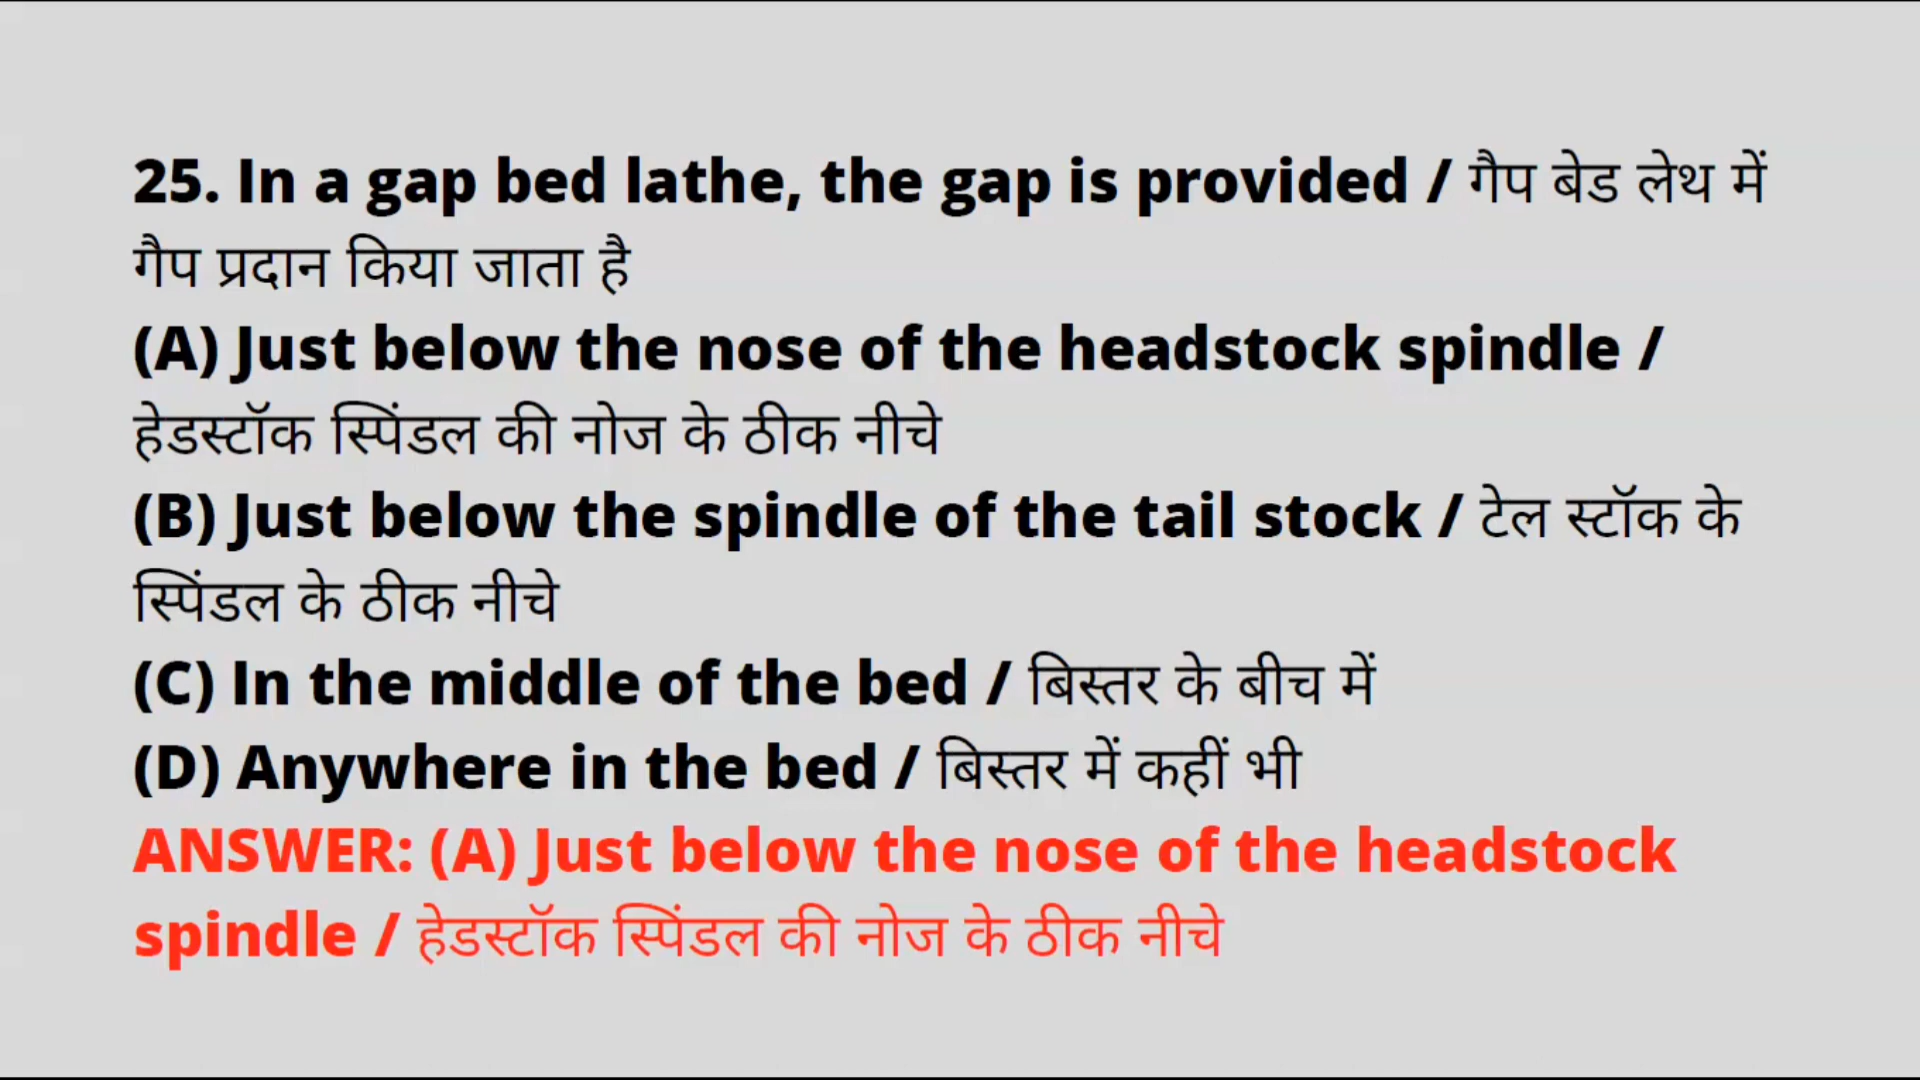 25. In a gap bed lathe, the gap is provided / गैप बेड लेथ में
गैप प्रदान किया जाता है
(A) Just below the nose of the headstock spindle /
हेडस्टॉक स्पिंडल की नोज के ठीक नीचे
(B) Just below the spindle of the tail stock / टेल स्टॉक के
स्पिंडल के ठीक नीचे
(C) In the middle of the bed / बिस्तर के बीच में
(D) Anywhere in the bed / बिस्तर में कहीं भी
ANSWER: (A) Just below the nose of the headstock
spindle / हेडस्टॉक स्पिंडल की नोज के ठीक नीचे